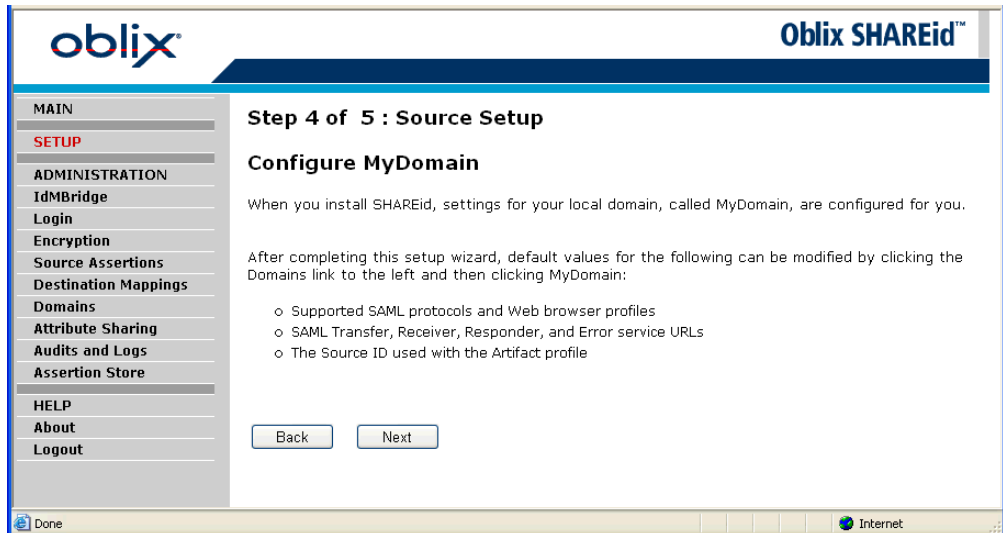 oblix
Oblix SHAREid™
MAIN
SETUP
ADMINISTRATION
IdMBridge
Login
Encryption
Source Assertions
Destination Mappings
Domains
Attribute Sharing
Audits and Logs
Assertion Store
HELP
About
Logout
Step 4 of 5 : Source Setup
Configure MyDomain
When you install SHAREid, settings for your local domain, called MyDomain, are configured for you.
After completing this setup wizard, default values for the following can be modified by clicking the
Domains link to the left and then clicking MyDomain:
o Supported SAML protocols and Web browser profiles
o SAML Transfer, Receiver, Responder, and Error service URLs
o The Source ID used with the Artifact profile
Back Next
Done Internet